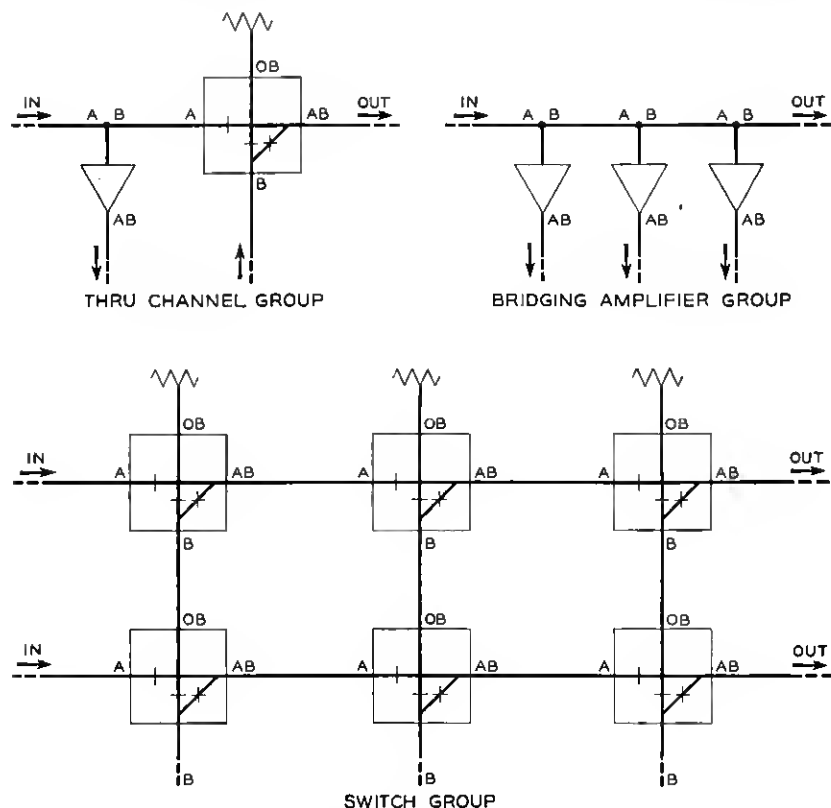 OB
IN A B A AB OUT
B
AB
THRU CHANNEL GROUP
IN A B A B A B OUT
AB AB AB
BRIDGING AMPLIFIER GROUP
OB OB OB
IN A AB A AB A AB OUT
B B B
OB OB OB
IN A AB A AB A AB OUT
B B B
SWITCH GROUP